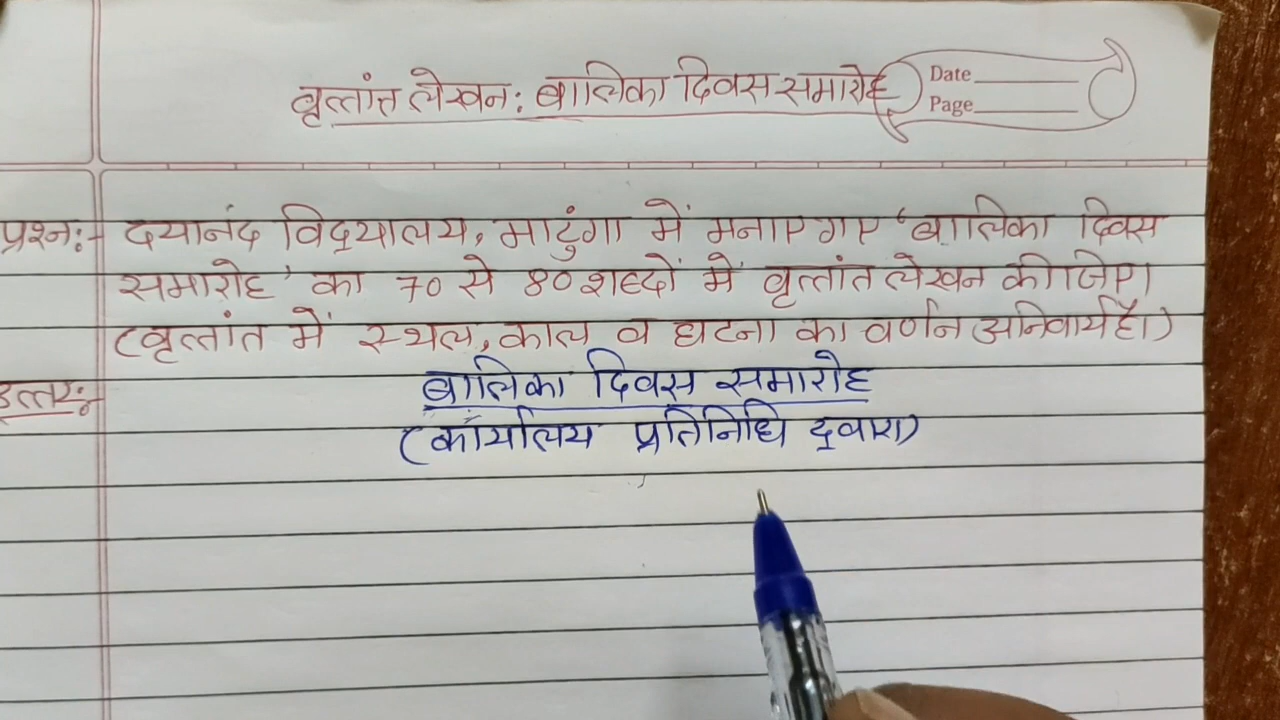 वृत्तांत लेखन: बालिका दिवस समारोह
Date
Page
प्रश्न:- दयानंद विद्यालय, माटुंगा में मनाए गए 'बालिका दिवस
समारोह' का 70 से 80 शब्दों में वृत्तांत लेखन कीजिए।
(वृत्तांत में स्थल, काल व घटना का वर्णन अनिवार्य है।)
उत्तर:- बालिका दिवस समारोह
(कार्यालय प्रतिनिधि द्वारा)